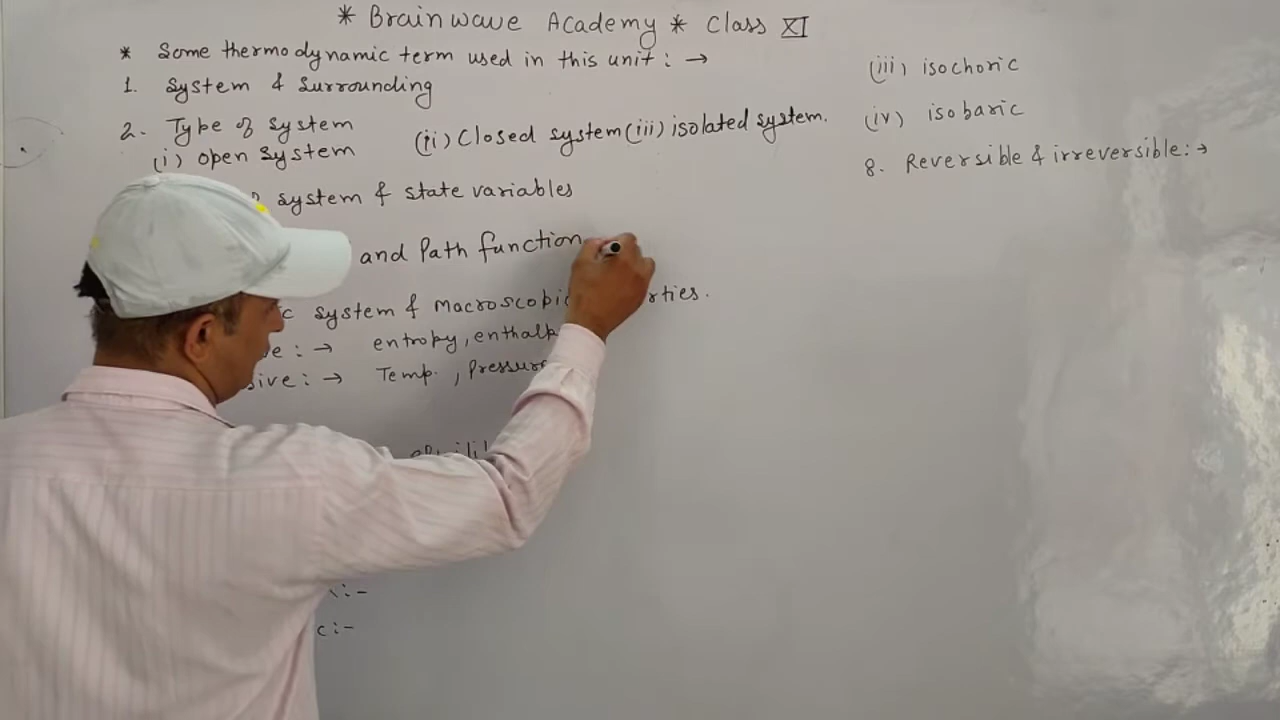 * Brainwave Academy * Class XI
* Some thermodynamic term used in this unit : →
1. System & Surrounding
2. Type of System
(i) open System (ii) Closed system (iii) isolated system.
system & state variables
and Path function
system & Macroscopic
: → entropy, enthalp
: → Temp. , Pressure
:-
c :-
(iii) isochoric
(iv) isobaric
8. Reversible & irreversible : →